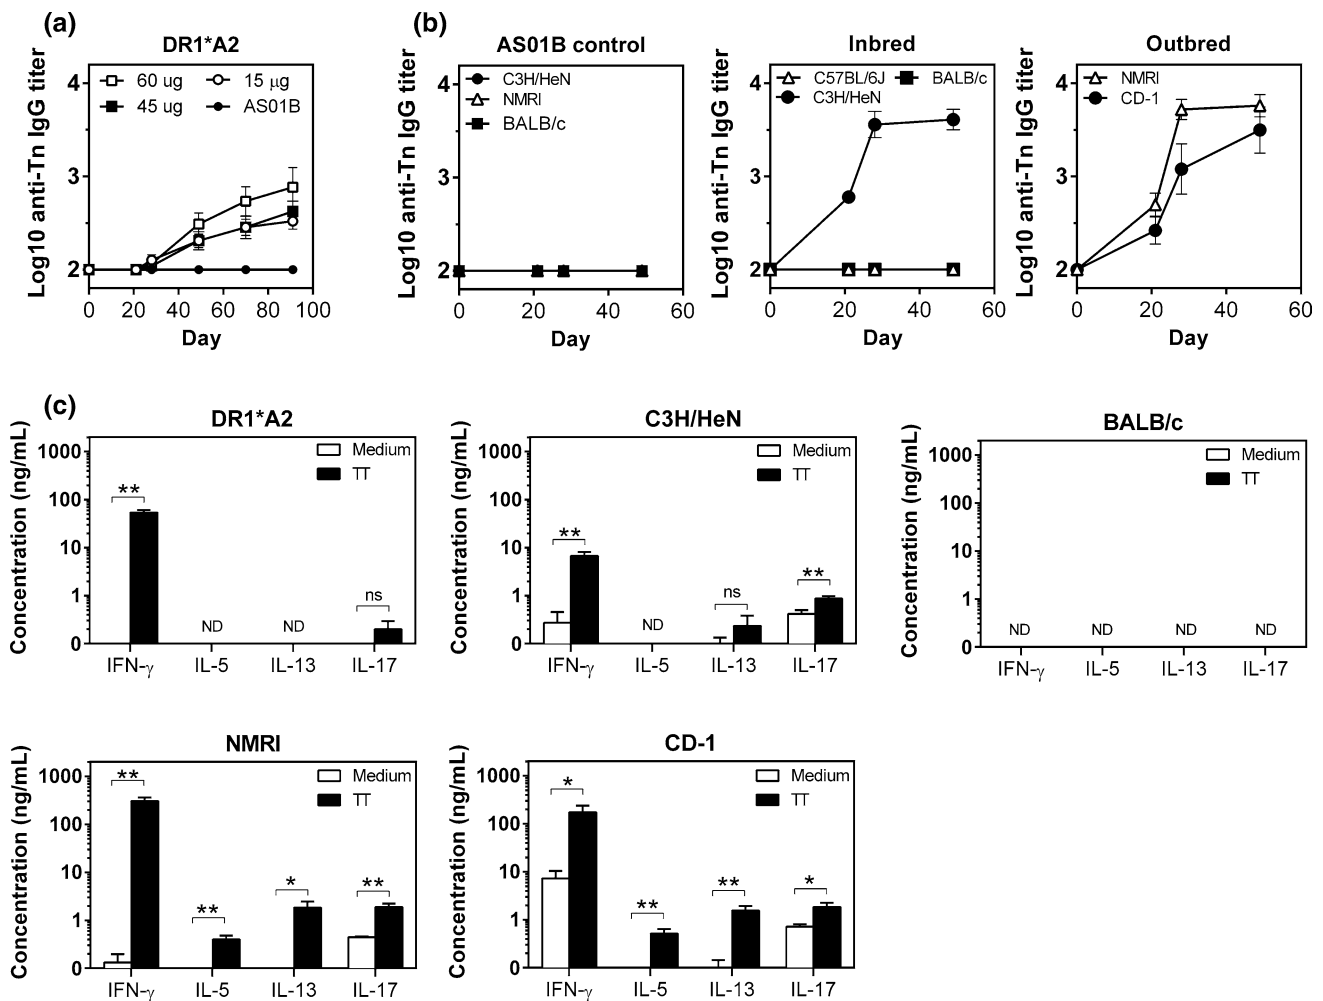 (a)
DR1*A2
Log10 anti-Tn IgG titer
4
3
2
60 ug
15 μg
45 ug
AS01B
0 20 40 60 80 100
Day
(b)
AS01B control
Log10 anti-Tn IgG titer
4
3
2
C3H/HeN
NMRI
BALB/c
0 20 40 60
Day
Inbred
Log10 anti-Tn IgG titer
4
3
2
C57BL/6J
BALB/c
C3H/HeN
0 20 40 60
Day
Outbred
Log10 anti-Tn IgG titer
4
3
2
NMRI
CD-1
0 20 40 60
Day
(c)
DR1*A2
Concentration (ng/mL)
1000
100
10
1
0
Medium
TT
**
ND
ND
ns
IFN-γ IL-5 IL-13 IL-17
C3H/HeN
Concentration (ng/mL)
1000
100
10
1
0
Medium
TT
**
ND
ns
**
IFN-γ IL-5 IL-13 IL-17
BALB/c
Concentration (ng/mL)
1000
100
10
1
0
Medium
TT
ND ND ND ND
IFN-γ IL-5 IL-13 IL-17
NMRI
Concentration (ng/mL)
1000
100
10
1
0
Medium
TT
**
**
*
**
IFN-γ IL-5 IL-13 IL-17
CD-1
Concentration (ng/mL)
1000
100
10
1
0
Medium
TT
*
**
**
*
IFN-γ IL-5 IL-13 IL-17